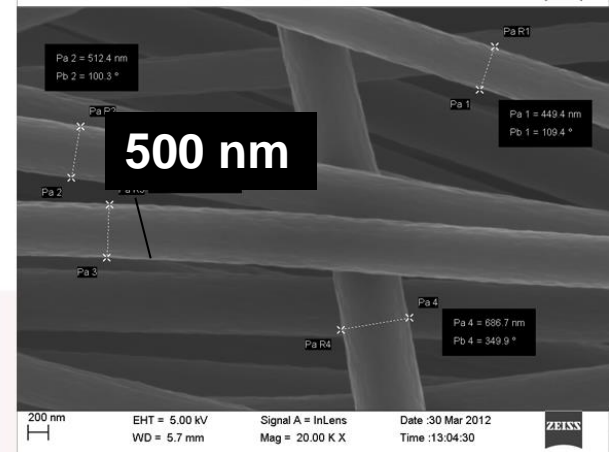 Pa R1
Pa 2 = 512.4 nm
Pb 2 = 100.3 °
Pa 1
Pa 1 = 449.4 nm
Pb 1 = 109.4 °
500 nm
Pa 2
Pa 3
Pa 4
Pa R4
Pa 4 = 686.7 nm
Pb 4 = 349.9 °
200 nm
EHT = 5.00 kV
Signal A = InLens
Date :30 Mar 2012
ZEISS
WD = 5.7 mm
Mag = 20.00 K X
Time :13:04:30